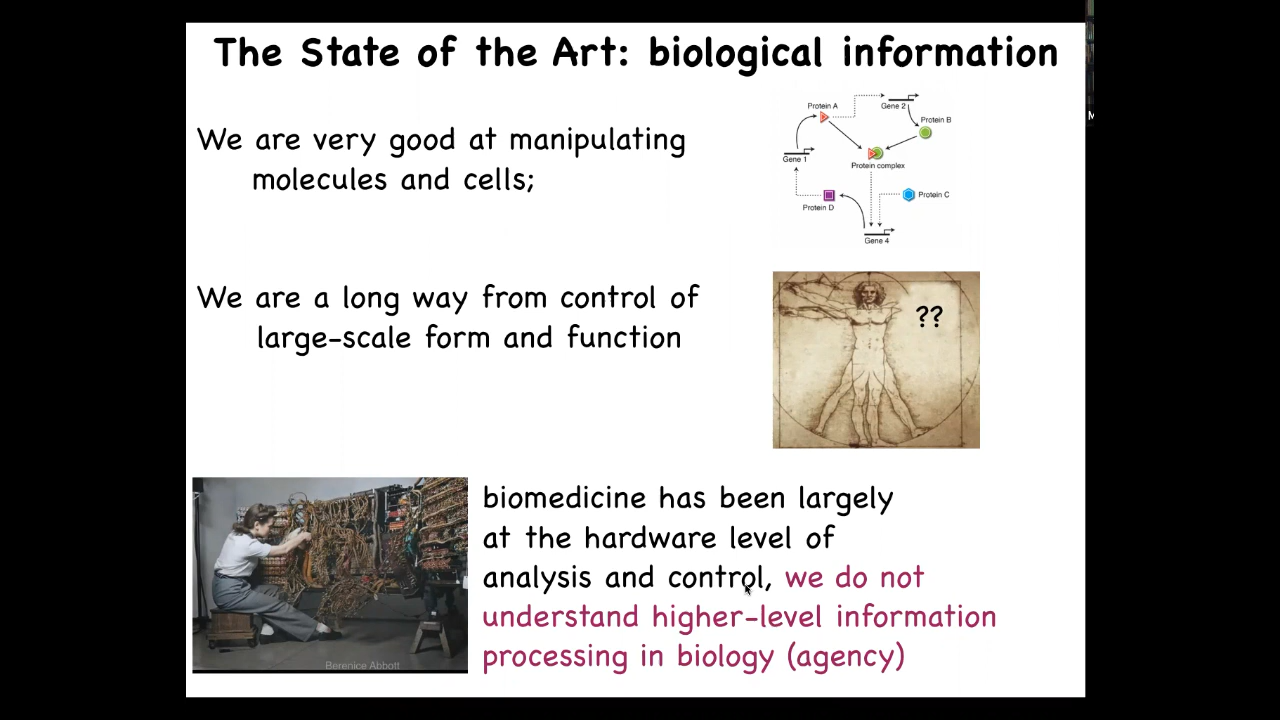 The State of the Art: biological information
We are very good at manipulating
molecules and cells;
Protein A
Gene 2
Protein B
Gene 1
Protein complex
Protein D
Protein C
Gene 4
We are a long way from control of
large-scale form and function
??
biomedicine has been largely
at the hardware level of
analysis and control, we do not
understand higher-level information
processing in biology (agency)
Berenice Abbott
M